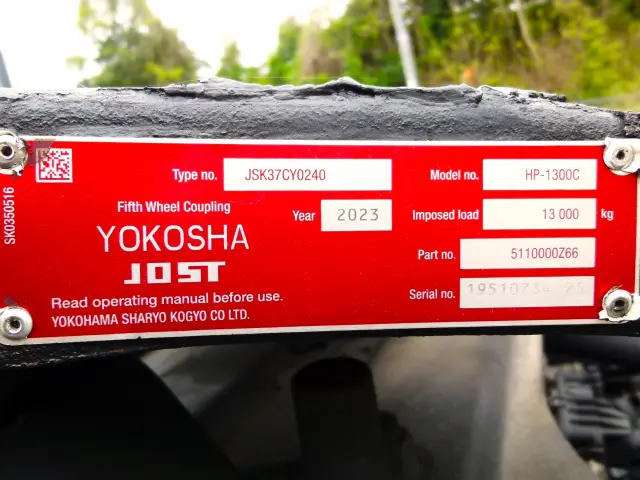 SK0350516
Type no. JSK37CY0240
Model no. HP-1300C
Fifth Wheel Coupling
Year 2023
Imposed load 13 000 kg
YOKOSHA
JOST
Part no. 5110000Z66
Serial no.
Read operating manual before use.
YOKOHAMA SHARYO KOGYO CO LTD.